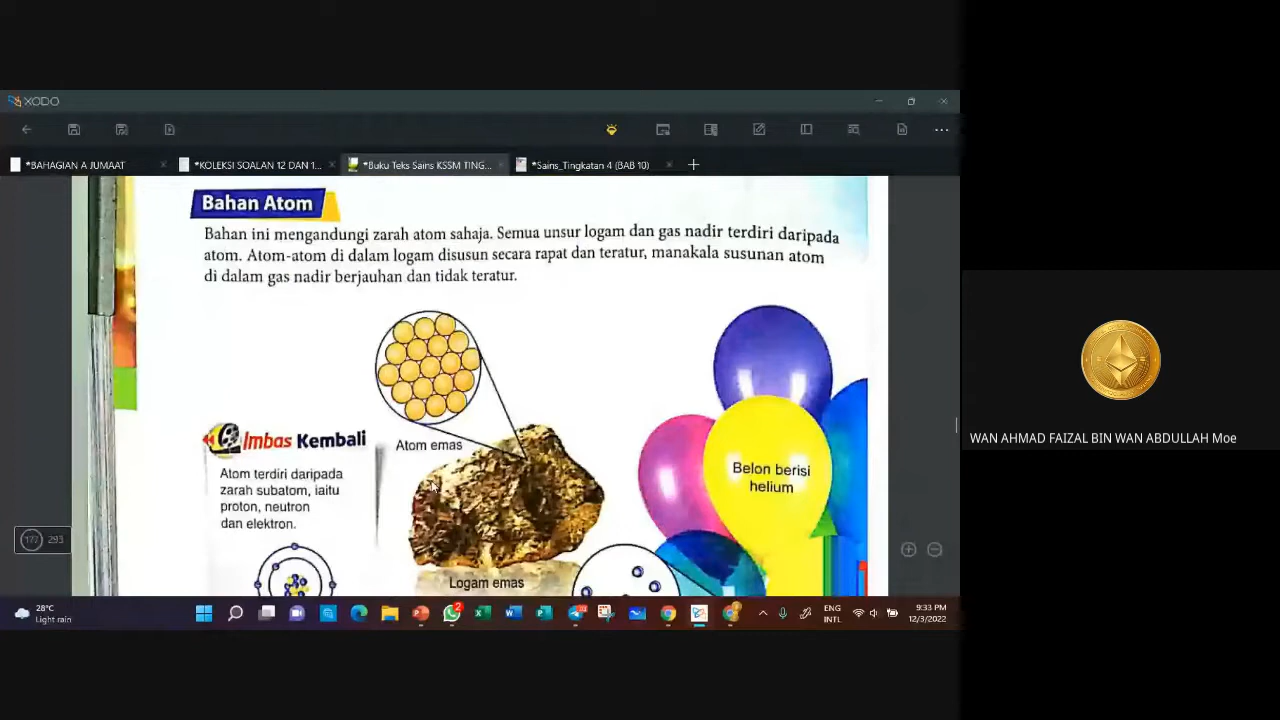 XODO
*BAHAGIAN A JUMAAT
*KOLEKSI SOALAN 12 DAN 1...
*Buku Teks Sains KSSM TING...
*Sains_Tingkatan 4 (BAB 10)
Bahan Atom
Bahan ini mengandungi zarah atom sahaja. Semua unsur logam dan gas nadir terdiri daripada
atom. Atom-atom di dalam logam disusun secara rapat dan teratur, manakala susunan atom
di dalam gas nadir berjauhan dan tidak teratur.
Imbas Kembali
Atom terdiri daripada
zarah subatom, iaitu
proton, neutron
dan elektron.
Atom emas
Logam emas
Belon berisi
helium
177 293
WAN AHMAD FAIZAL BIN WAN ABDULLAH Moe
28°C
Light rain
2
ENG
INTL
9:33 PM
12/3/2022